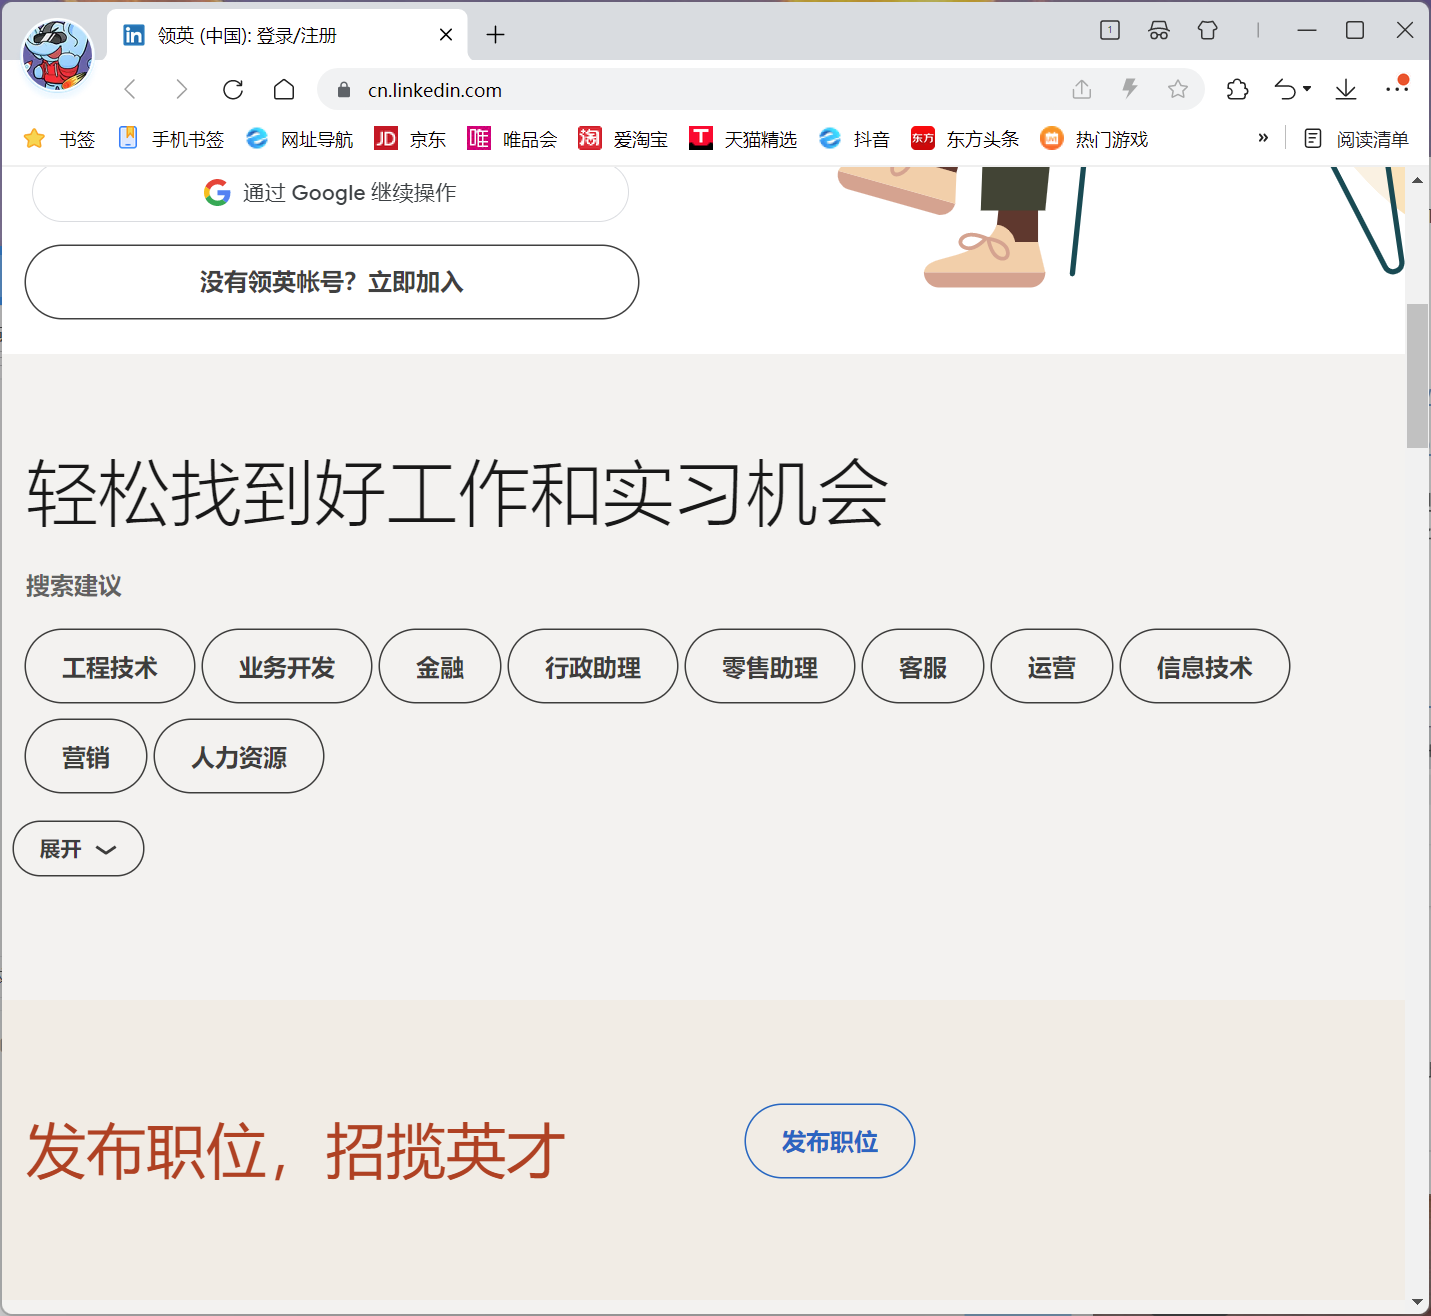 领英 (中国): 登录/注册
1
cn.linkedin.com
书签 手机书签 网址导航 JD 京东 唯 唯品会 淘 爱淘宝 T 天猫精选 抖音 东方 东方头条 热门游戏 » 阅读清单
通过 Google 继续操作
没有领英帐号？立即加入
轻松找到好工作和实习机会
搜索建议
工程技术 业务开发 金融 行政助理 零售助理 客服 运营 信息技术
营销 人力资源
展开
发布职位，招揽英才 发布职位